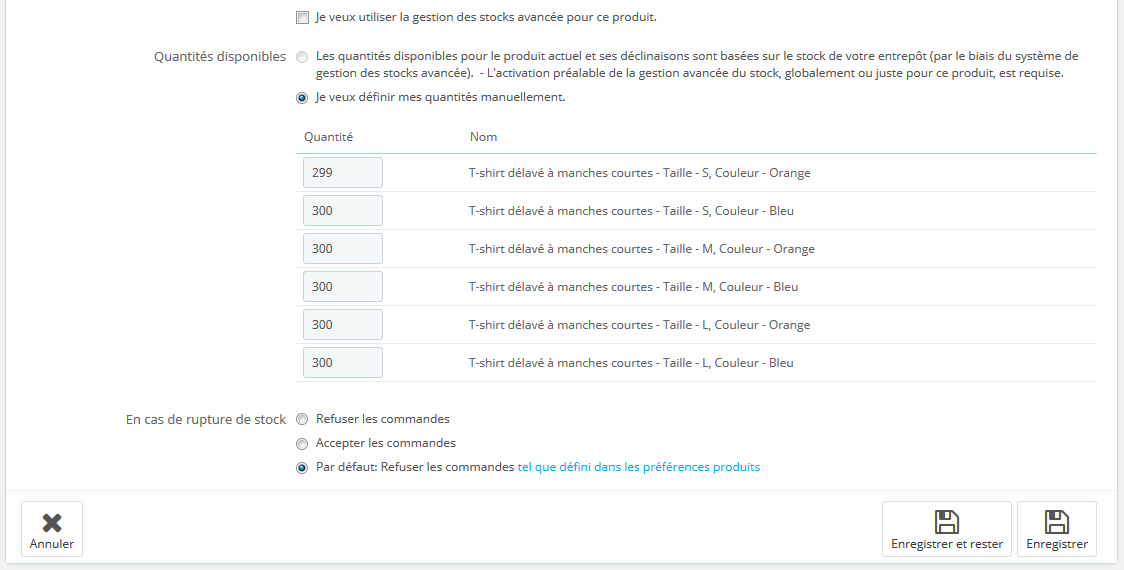 Je veux utiliser la gestion des stocks avancée pour ce produit.
Quantités disponibles
Les quantités disponibles pour le produit actuel et ses déclinaisons sont basées sur le stock de votre entrepôt (par le biais du système de
gestion des stocks avancée).  - L'activation préalable de la gestion avancée du stock, globalement ou juste pour ce produit, est requise.
Je veux définir mes quantités manuellement.
Quantité Nom
299 T-shirt délavé à manches courtes - Taille - S, Couleur - Orange
300 T-shirt délavé à manches courtes - Taille - S, Couleur - Bleu
300 T-shirt délavé à manches courtes - Taille - M, Couleur - Orange
300 T-shirt délavé à manches courtes - Taille - M, Couleur - Bleu
300 T-shirt délavé à manches courtes - Taille - L, Couleur - Orange
300 T-shirt délavé à manches courtes - Taille - L, Couleur - Bleu
En cas de rupture de stock
Refuser les commandes
Accepter les commandes
Par défaut: Refuser les commandes tel que défini dans les préférences produits
Annuler
Enregistrer et rester
Enregistrer